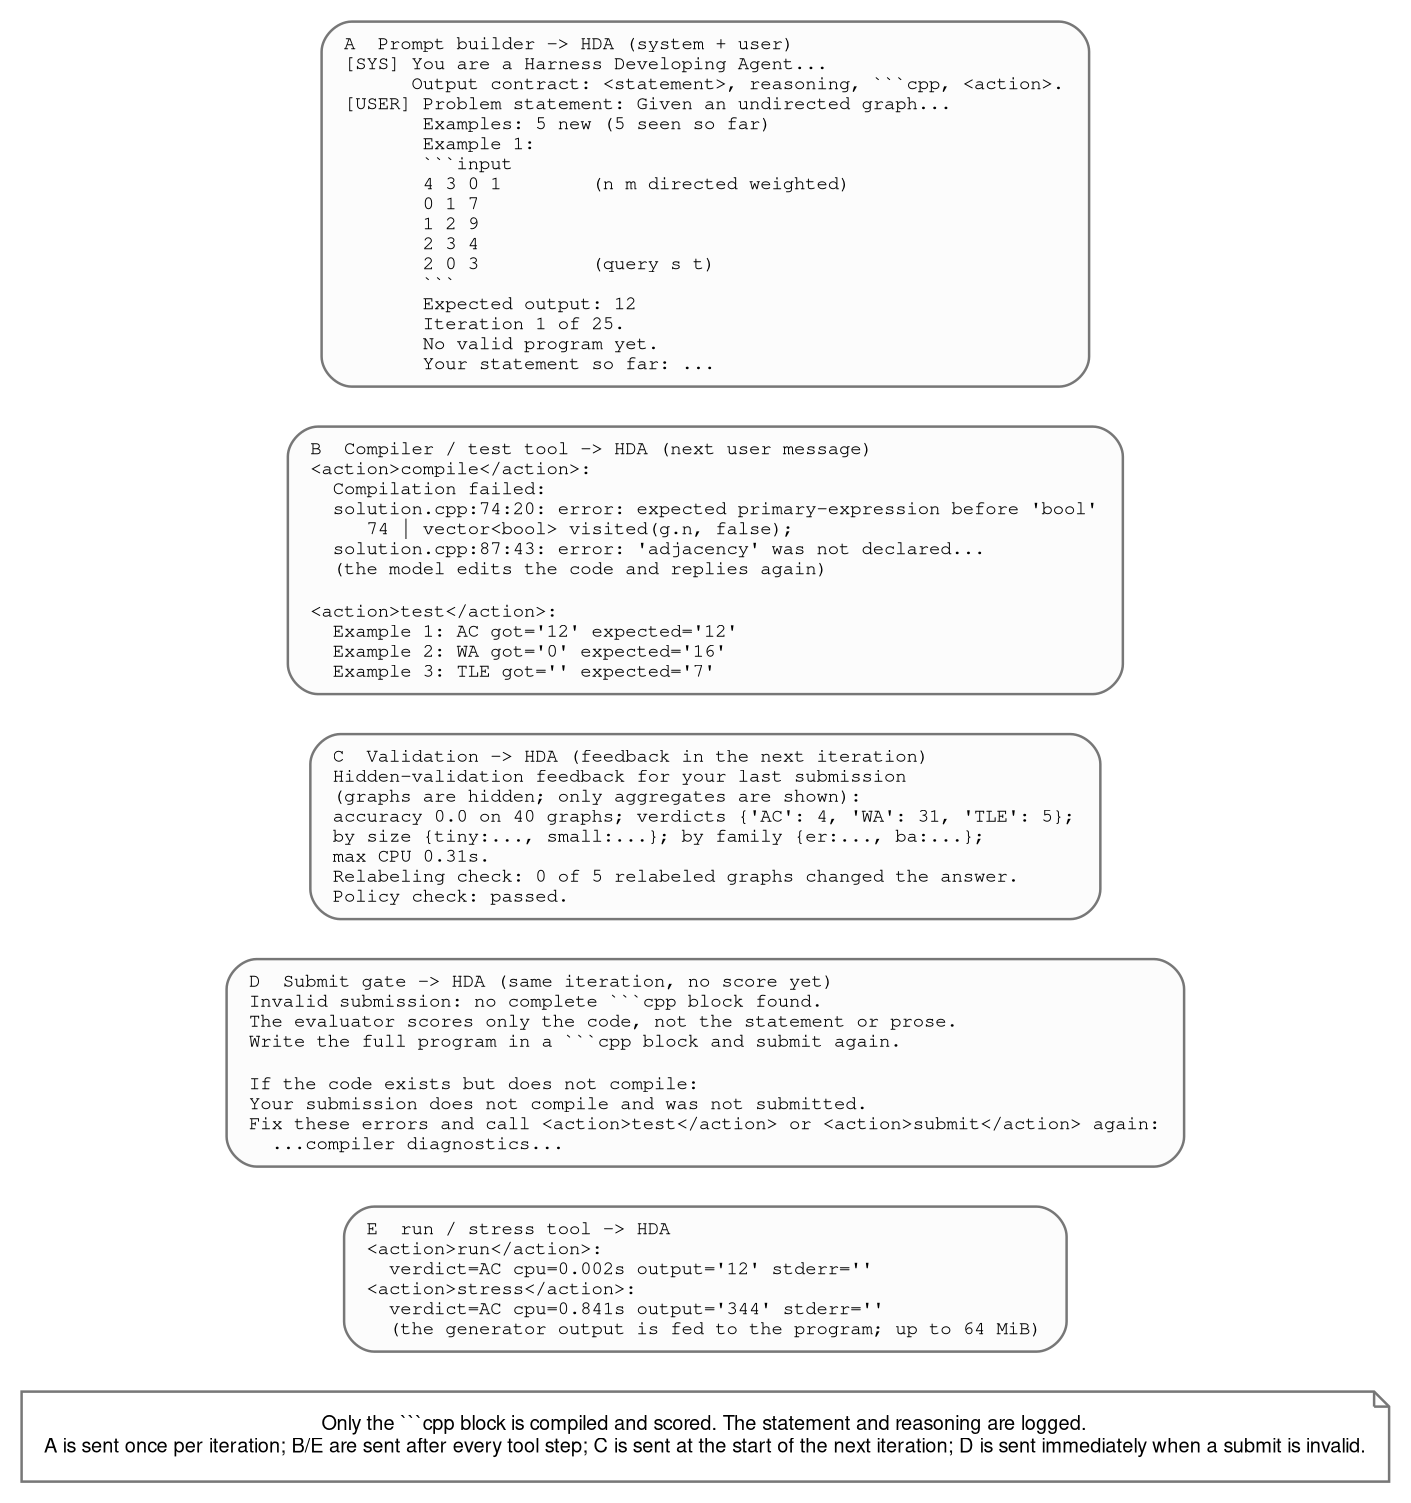 A  Prompt builder -> HDA (system + user)
[SYS] You are a Harness Developing Agent...
      Output contract: <statement>, reasoning, ```cpp, <action>.
[USER] Problem statement: Given an undirected graph...
       Examples: 5 new (5 seen so far)
       Example 1:
       ```input
       4 3 0 1        (n m directed weighted)
       0 1 7
       1 2 9
       2 3 4
       2 0 3          (query s t)
       ```
       Expected output: 12
       Iteration 1 of 25.
       No valid program yet.
       Your statement so far: ...
B  Compiler / test tool -> HDA (next user message)
<action>compile</action>:
  Compilation failed:
  solution.cpp:74:20: error: expected primary-expression before 'bool'
     74 | vector<bool> visited(g.n, false);
  solution.cpp:87:43: error: 'adjacency' was not declared...
  (the model edits the code and replies again)
<action>test</action>:
  Example 1: AC got='12' expected='12'
  Example 2: WA got='0' expected='16'
  Example 3: TLE got='' expected='7'
C  Validation -> HDA (feedback in the next iteration)
Hidden-validation feedback for your last submission
(graphs are hidden; only aggregates are shown):
accuracy 0.0 on 40 graphs; verdicts {'AC': 4, 'WA': 31, 'TLE': 5};
by size {tiny:..., small:...}; by family {er:..., ba:...};
max CPU 0.31s.
Relabeling check: 0 of 5 relabeled graphs changed the answer.
Policy check: passed.
D  Submit gate -> HDA (same iteration, no score yet)
Invalid submission: no complete ```cpp block found.
The evaluator scores only the code, not the statement or prose.
Write the full program in a ```cpp block and submit again.
If the code exists but does not compile:
Your submission does not compile and was not submitted.
Fix these errors and call <action>test</action> or <action>submit</action> again:
  ...compiler diagnostics...
E  run / stress tool -> HDA
<action>run</action>:
  verdict=AC cpu=0.002s output='12' stderr=''
<action>stress</action>:
  verdict=AC cpu=0.841s output='344' stderr=''
  (the generator output is fed to the program; up to 64 MiB)
Only the ```cpp block is compiled and scored. The statement and reasoning are logged.
A is sent once per iteration; B/E are sent after every tool step; C is sent at the start of the next iteration; D is sent immediately when a submit is invalid.